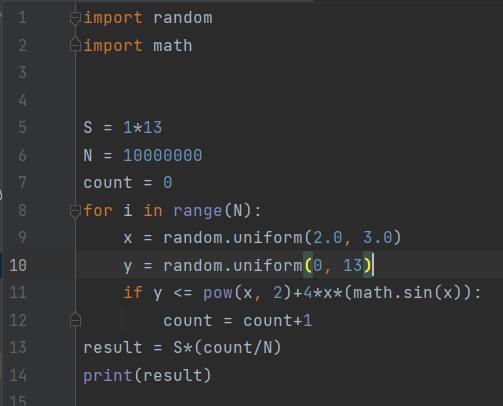 1 import random
2 import math
3
4
5 S = 1*13
6 N = 10000000
7 count = 0
8 for i in range(N):
9     x = random.uniform(2.0, 3.0)
10     y = random.uniform(0, 13)
11     if y <= pow(x, 2)+4*x*(math.sin(x)):
12         count = count+1
13 result = S*(count/N)
14 print(result)
15